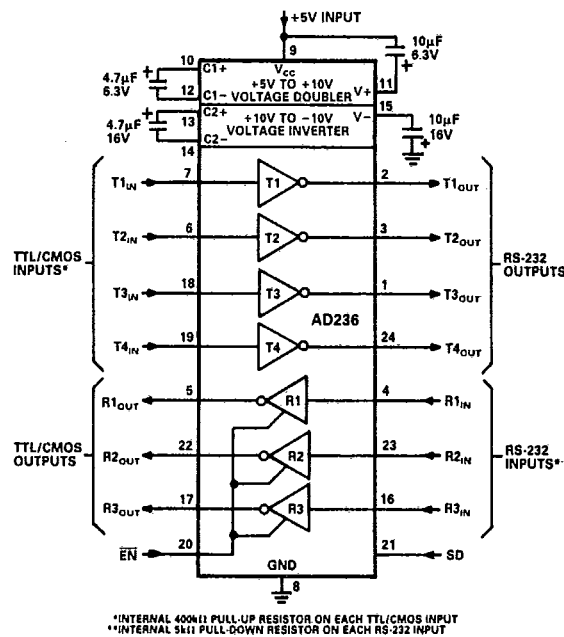 +5V INPUT
10µF
6.3V
9
10
C1+
VCC
4.7µF
6.3V
+5V TO +10V
VOLTAGE DOUBLER
V+
11
12
C1–
C2+
+10V TO –10V
VOLTAGE INVERTER
V–
15
10µF
16V
4.7µF
16V
13
C2–
14
T1IN
7
T1
2
T1OUT
T2IN
6
T2
3
T2OUT
TTL/CMOS
INPUTS*
RS-232
OUTPUTS
T3IN
18
T3
1
T3OUT
AD236
T4IN
19
T4
24
T4OUT
R1OUT
5
R1
4
R1IN
TTL/CMOS
OUTPUTS
R2OUT
22
R2
23
R2IN
RS-232
INPUTS**
R3OUT
17
R3
16
R3IN
EN
20
21
SD
GND
8
*INTERNAL 400kΩ PULL-UP RESISTOR ON EACH TTL/CMOS INPUT
**INTERNAL 5kΩ PULL-DOWN RESISTOR ON EACH RS-232 INPUT